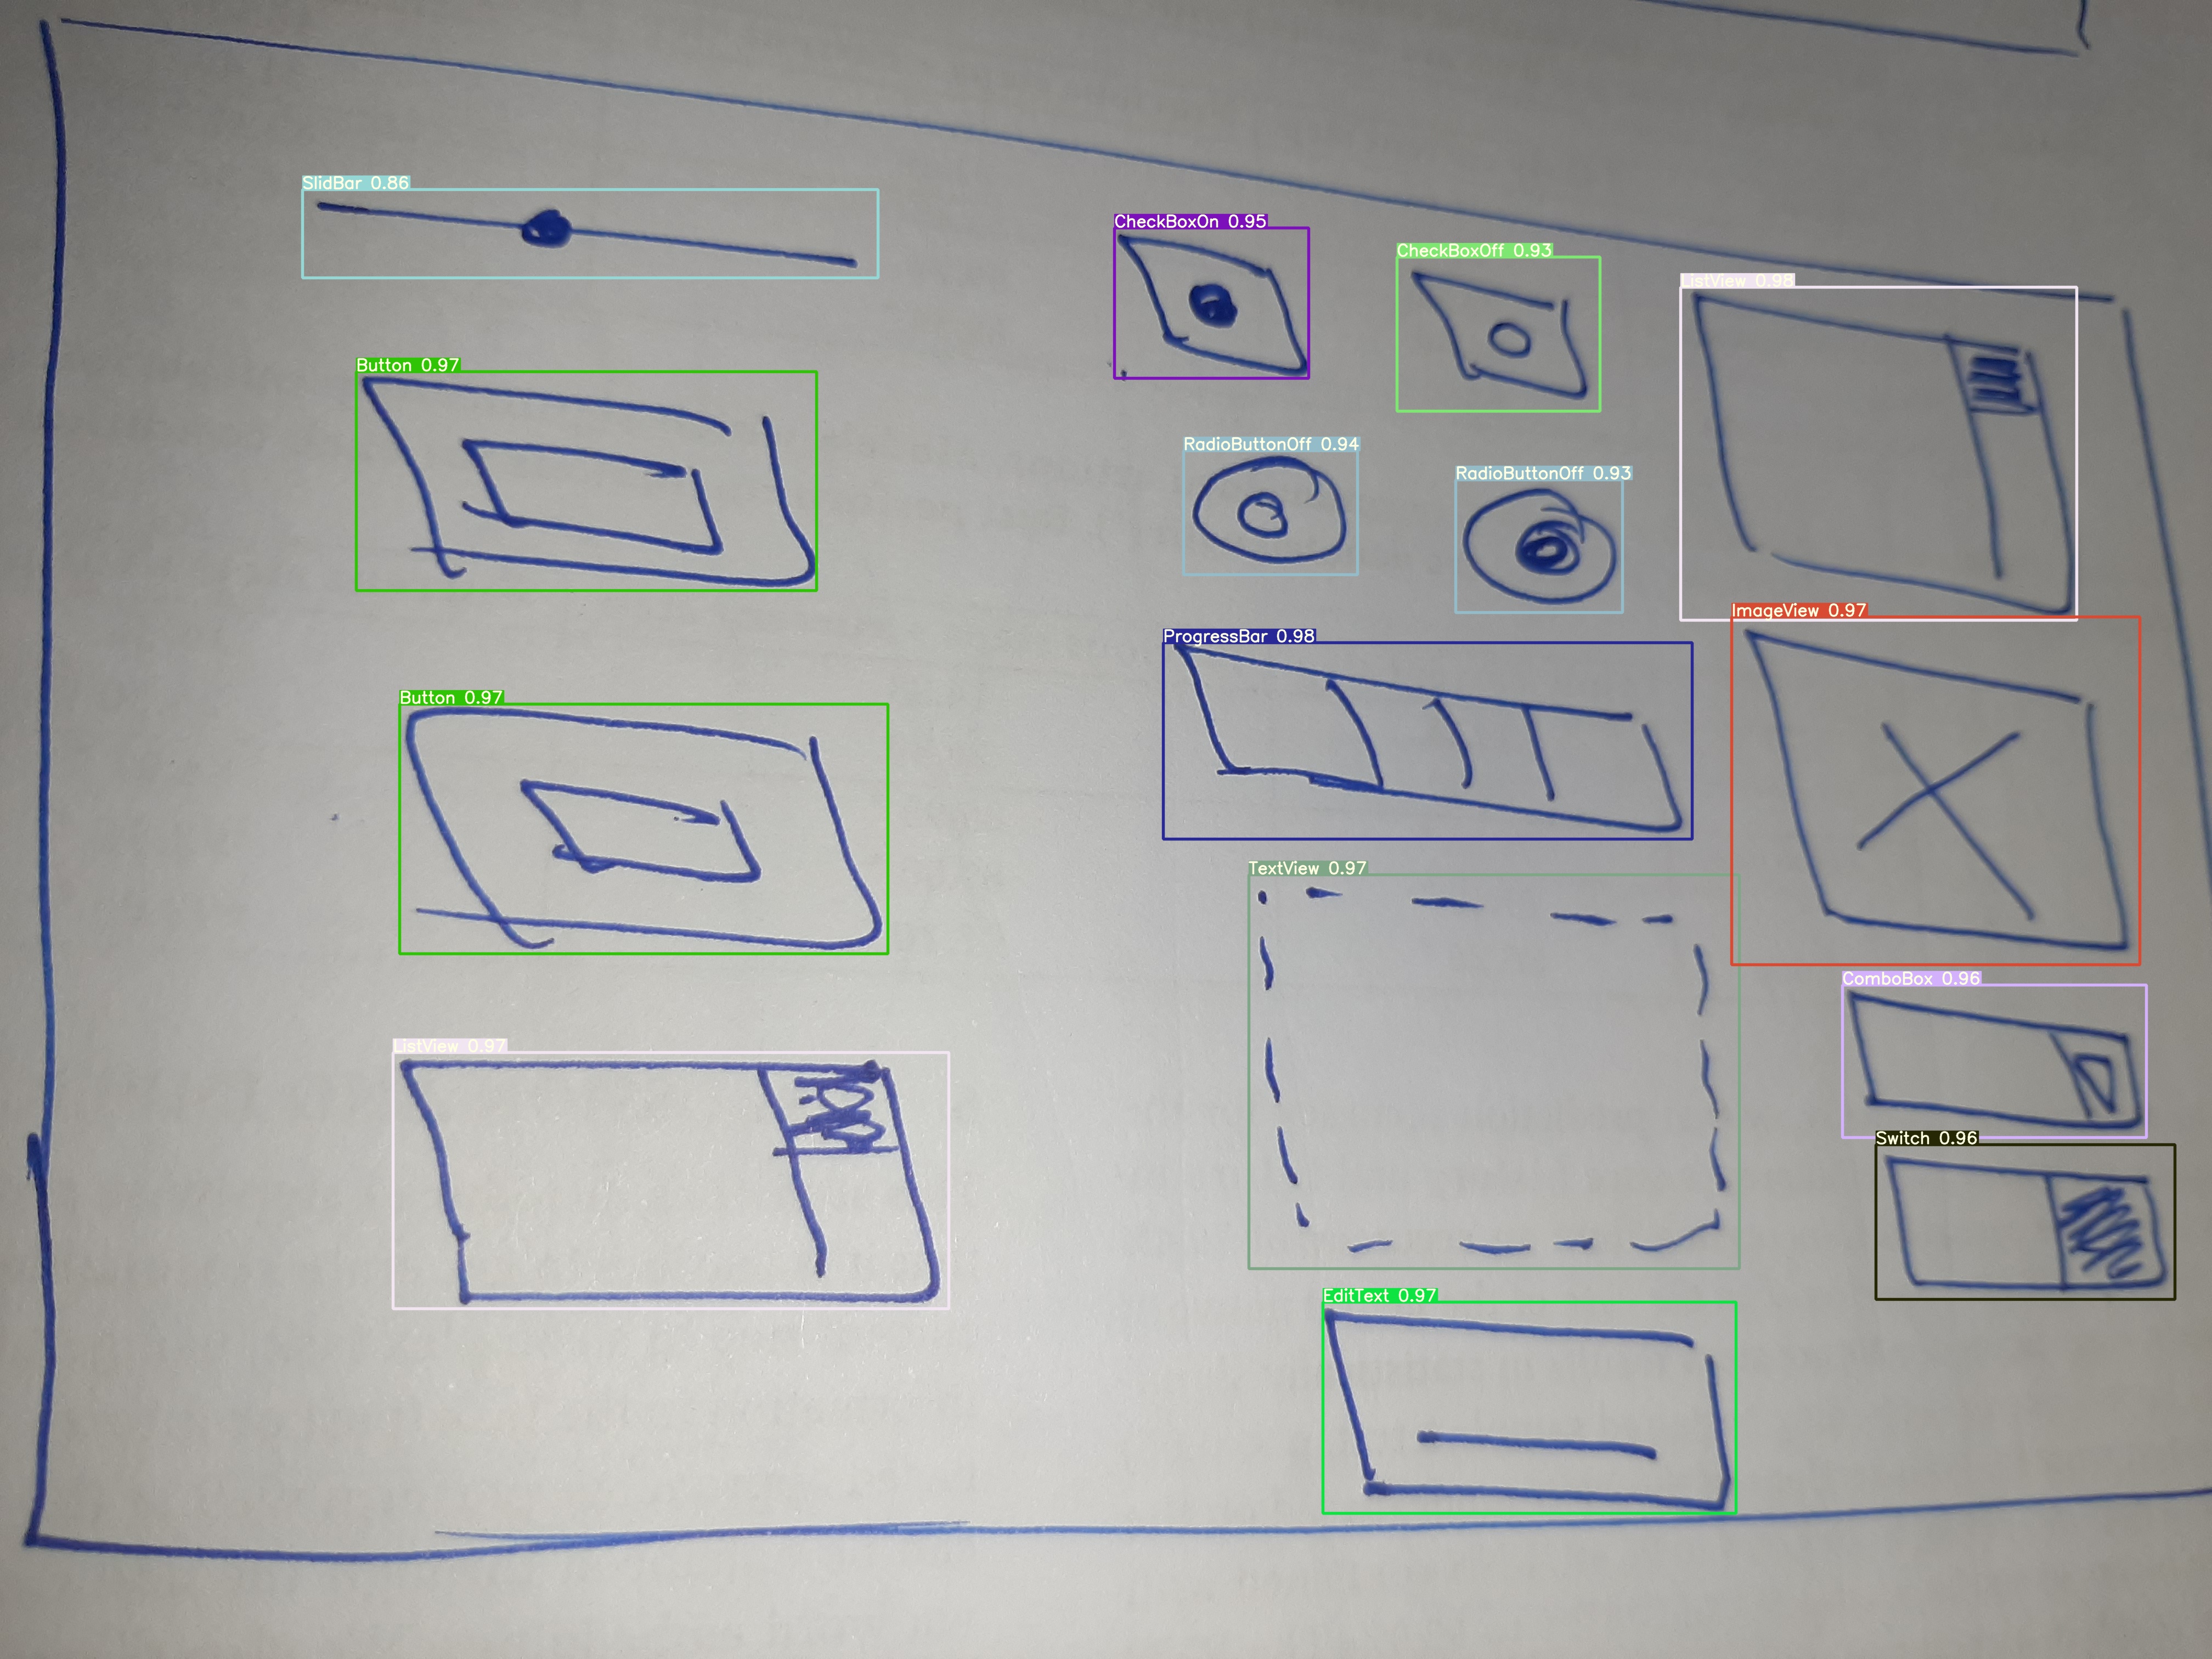 SlidBar 0.86
CheckBoxOn 0.95
CheckBoxOff 0.93
ListView 0.98
Button 0.97
RadioButtonOff 0.94
RadioButtonOff 0.93
ImageView 0.97
ProgressBar 0.98
Button 0.97
TextView 0.97
ComboBox 0.96
ListView 0.97
Switch 0.96
EditText 0.97